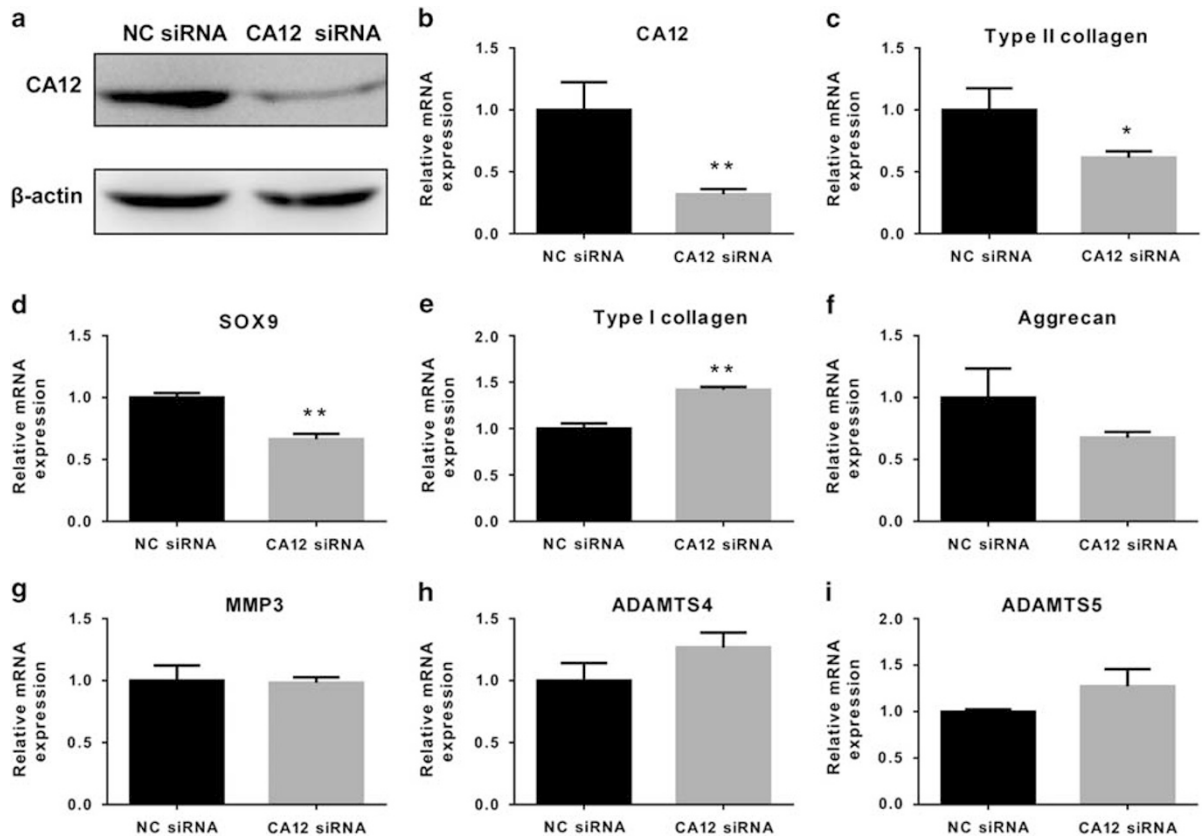 a
NC siRNA CA12 siRNA
CA12
β-actin
b
CA12
Relative mRNA
expression
1.5
1.0
0.5
0.0
**
NC siRNA CA12 siRNA
c
Type II collagen
Relative mRNA
expression
1.5
1.0
0.5
0.0
*
NC siRNA CA12 siRNA
d
SOX9
Relative mRNA
expression
1.5
1.0
0.5
0.0
**
NC siRNA CA12 siRNA
e
Type I collagen
Relative mRNA
expression
2.0
1.5
1.0
0.5
0.0
**
NC siRNA CA12 siRNA
f
Aggrecan
Relative mRNA
expression
1.5
1.0
0.5
0.0
NC siRNA CA12 siRNA
g
MMP3
Relative mRNA
expression
1.5
1.0
0.5
0.0
NC siRNA CA12 siRNA
h
ADAMTS4
Relative mRNA
expression
1.5
1.0
0.5
0.0
NC siRNA CA12 siRNA
i
ADAMTS5
Relative mRNA
expression
2.0
1.5
1.0
0.5
0.0
NC siRNA CA12 siRNA